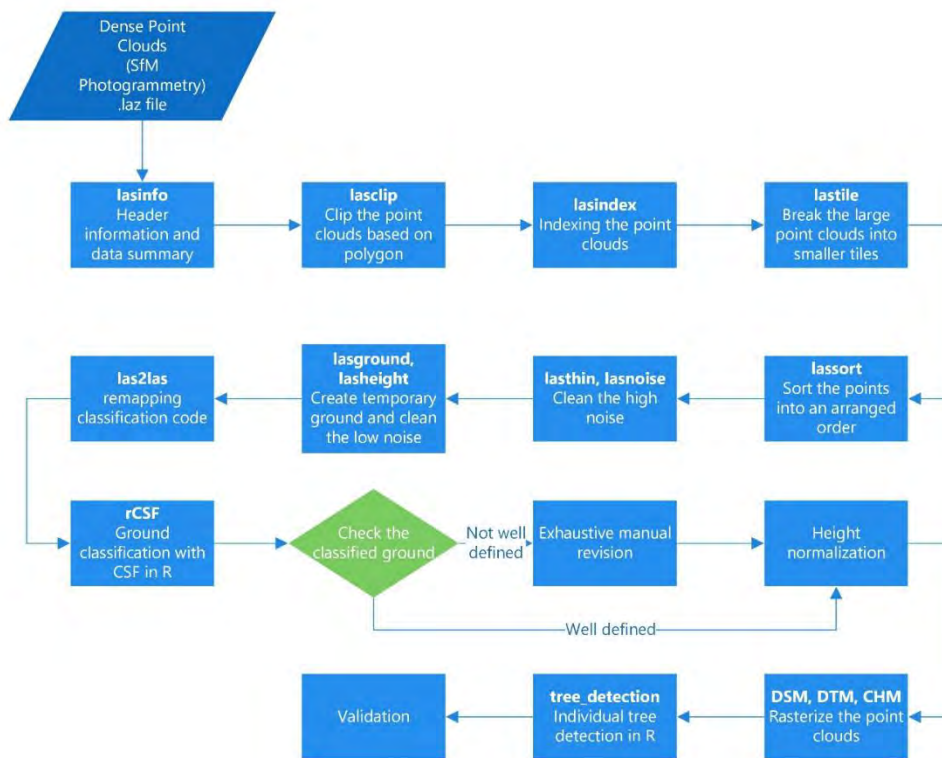 Dense Point
Clouds
(SfM
Photogrammetry)
.laz file
lasinfo
Header
information and
data summary
lasclip
Clip the point
clouds based on
polygon
lasindex
Indexing the point
clouds
lastile
Break the large
point clouds into
smaller tiles
las2las
remapping
classification code
lasground,
lasheight
Create temporary
ground and clean
the low noise
lasthin, lasnoise
Clean the high
noise
lassort
Sort the points
into an arranged
order
rCSF
Ground
classification with
CSF in R
Check the
classified ground
Not well
defined
Exhaustive manual
revision
Height
normalization
Well defined
Validation
tree_detection
Individual tree
detection in R
DSM, DTM, CHM
Rasterize the point
clouds